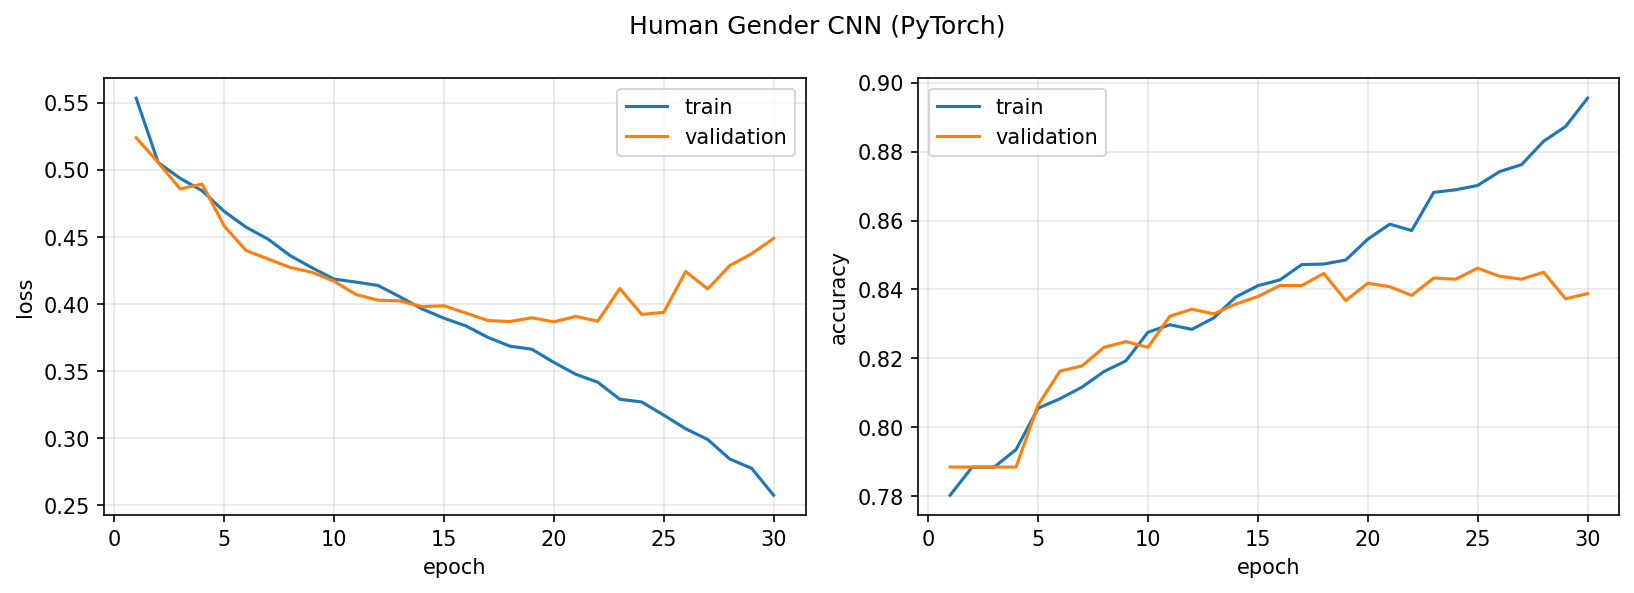 Human Gender CNN (PyTorch)
train
validation
0.55
0.50
0.45
0.40
0.35
0.30
0.25
loss
0 5 10 15 20 25 30
epoch
train
validation
0.90
0.88
0.86
0.84
0.82
0.80
0.78
accuracy
0 5 10 15 20 25 30
epoch